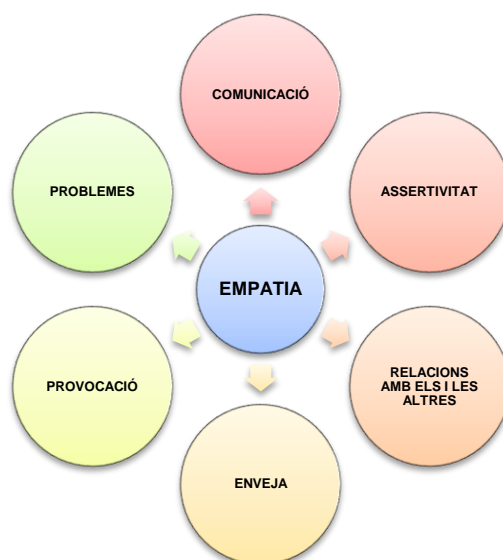 COMUNICACIÓ
PROBLEMES
ASSERTIVITAT
EMPATIA
PROVOCACIÓ
RELACIONS
AMB ELS I LES
ALTRES
ENVEJA